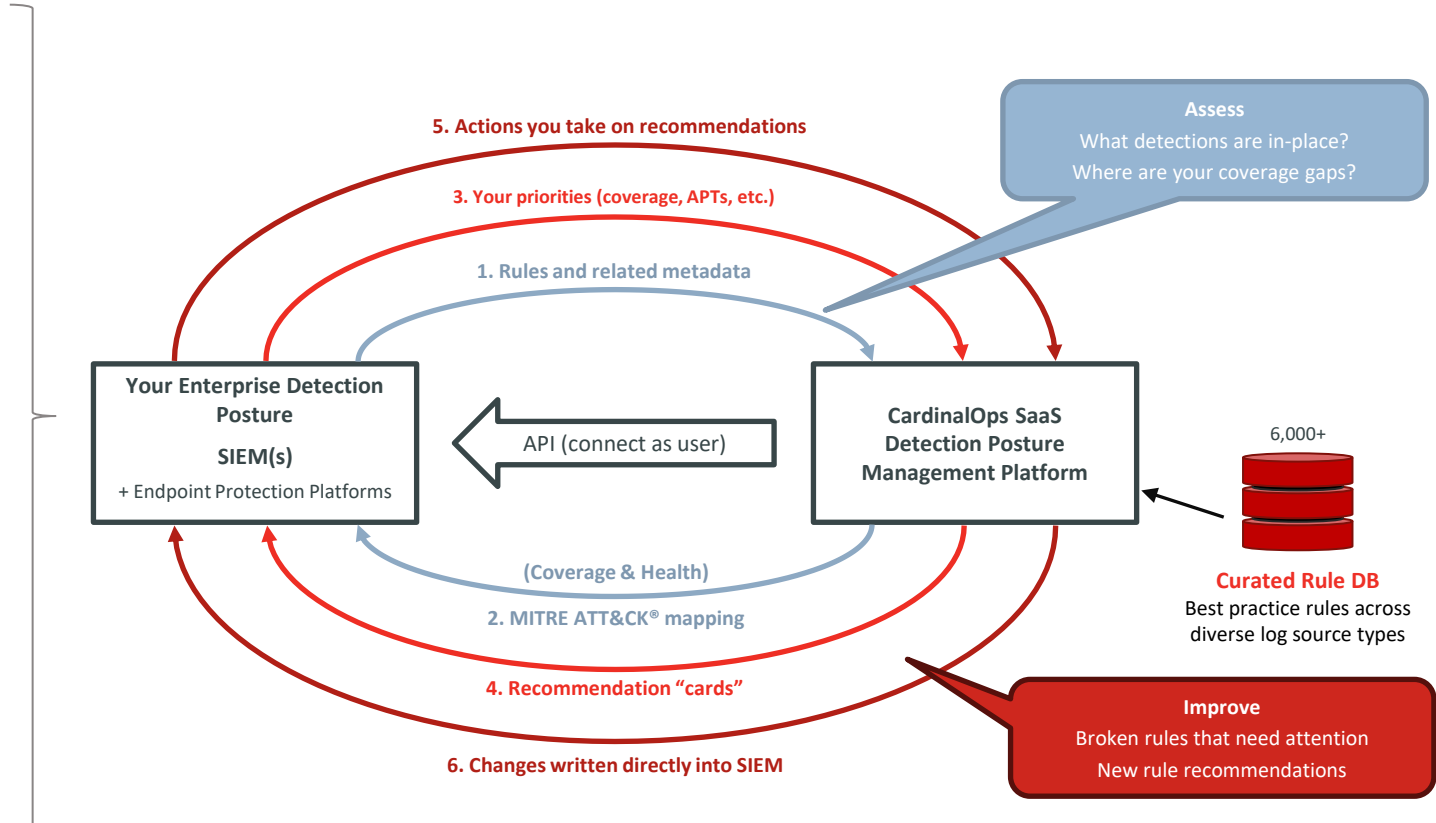 Assess
What detections are in-place?
Where are your coverage gaps?
5. Actions you take on recommendations
3. Your priorities (coverage, APTs, etc.)
1. Rules and related metadata
Your Enterprise Detection
Posture
SIEM(s)
+ Endpoint Protection Platforms
API (connect as user)
CardinalOps SaaS
Detection Posture
Management Platform
6,000+
Curated Rule DB
Best practice rules across
diverse log source types
(Coverage & Health)
2. MITRE ATT&CK® mapping
4. Recommendation “cards”
6. Changes written directly into SIEM
Improve
Broken rules that need attention
New rule recommendations